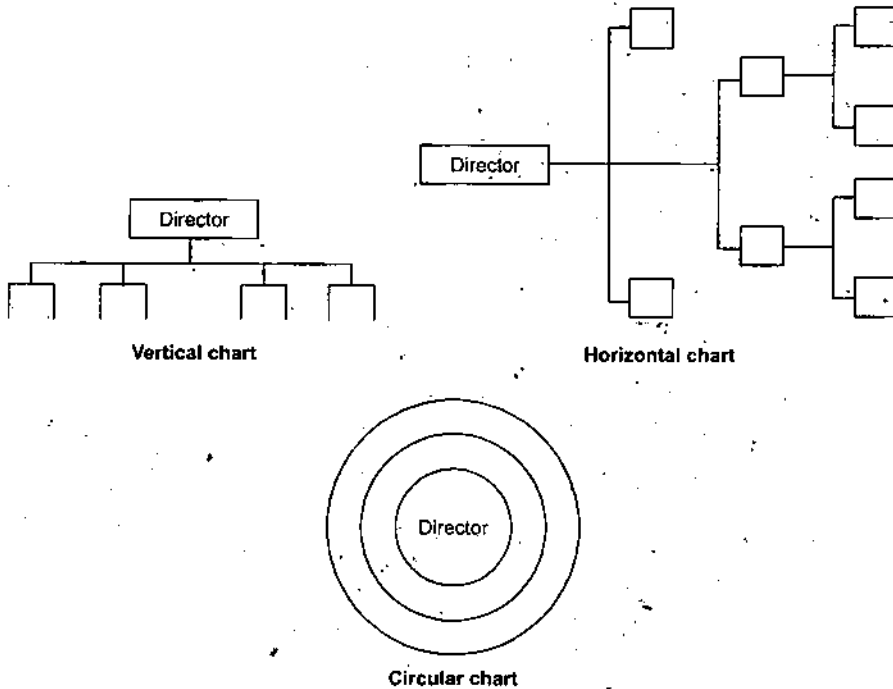 Director
Director
Vertical chart
Horizontal chart
Director
Circular chart